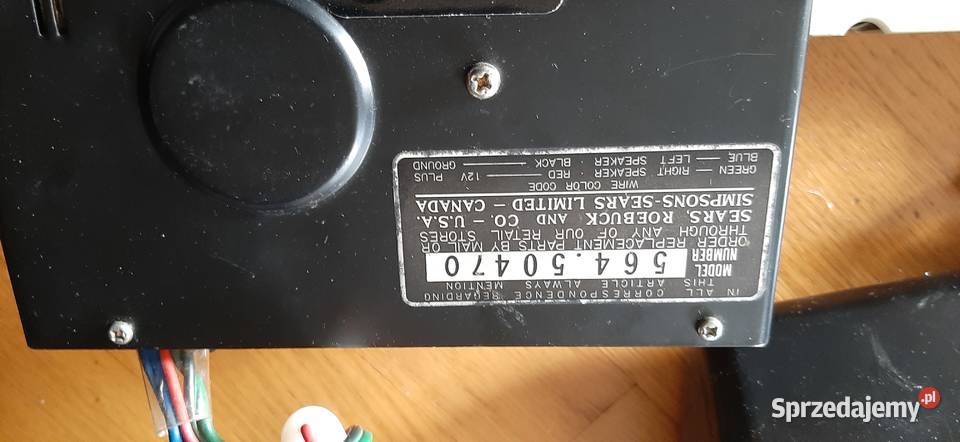 IN ALL CORRESPONDENCE REGARDING
THIS ARTICLE ALWAYS MENTION
MODEL NUMBER 564.50470
ORDER REPLACEMENT PARTS BY MAIL OR
THROUGH ANY OF OUR RETAIL STORES
SEARS, ROEBUCK AND CO. – U.S.A.
SIMPSONS-SEARS LIMITED – CANADA
WIRE COLOR CODE
GREEN — RIGHT SPEAKER · RED — 12V PLUS
BLUE — LEFT SPEAKER · BLACK — GROUND
Sprzedajemy.pl